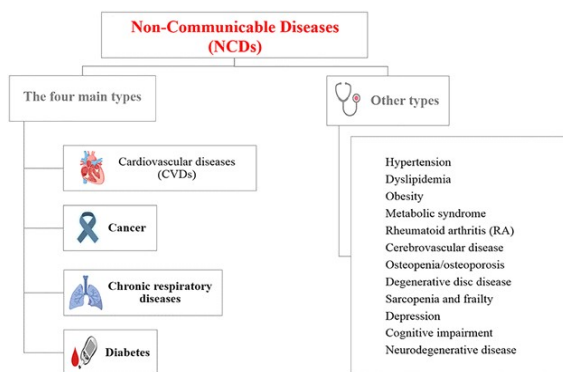 Non-Communicable Diseases
(NCDs)
The four main types
Other types
Cardiovascular diseases
(CVDs)
Cancer
Chronic respiratory
diseases
Diabetes
Hypertension
Dyslipidemia
Obesity
Metabolic syndrome
Rheumatoid arthritis (RA)
Cerebrovascular disease
Osteopenia/osteoporosis
Degenerative disc disease
Sarcopenia and frailty
Depression
Cognitive impairment
Neurodegenerative disease